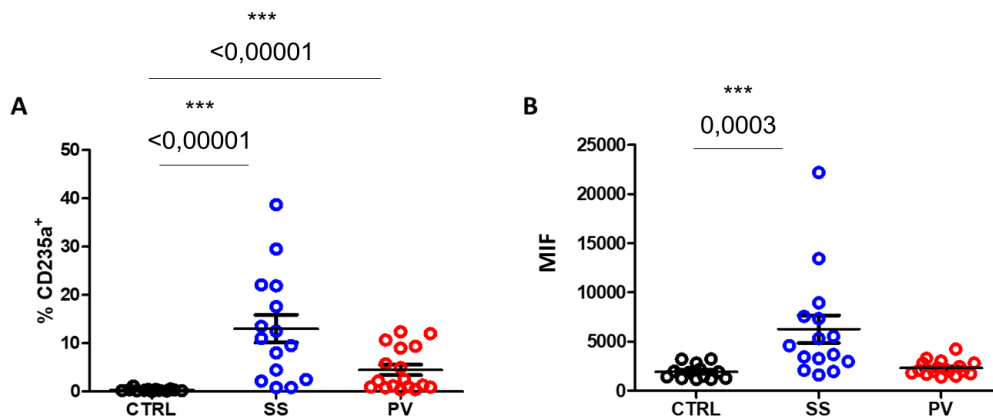 ***
<0,00001
A
***
<0,00001
50
40
30
20
10
0
% CD235a+
CTRL
SS
PV
B
***
0,0003
25000
20000
15000
10000
5000
0
MIF
CTRL
SS
PV